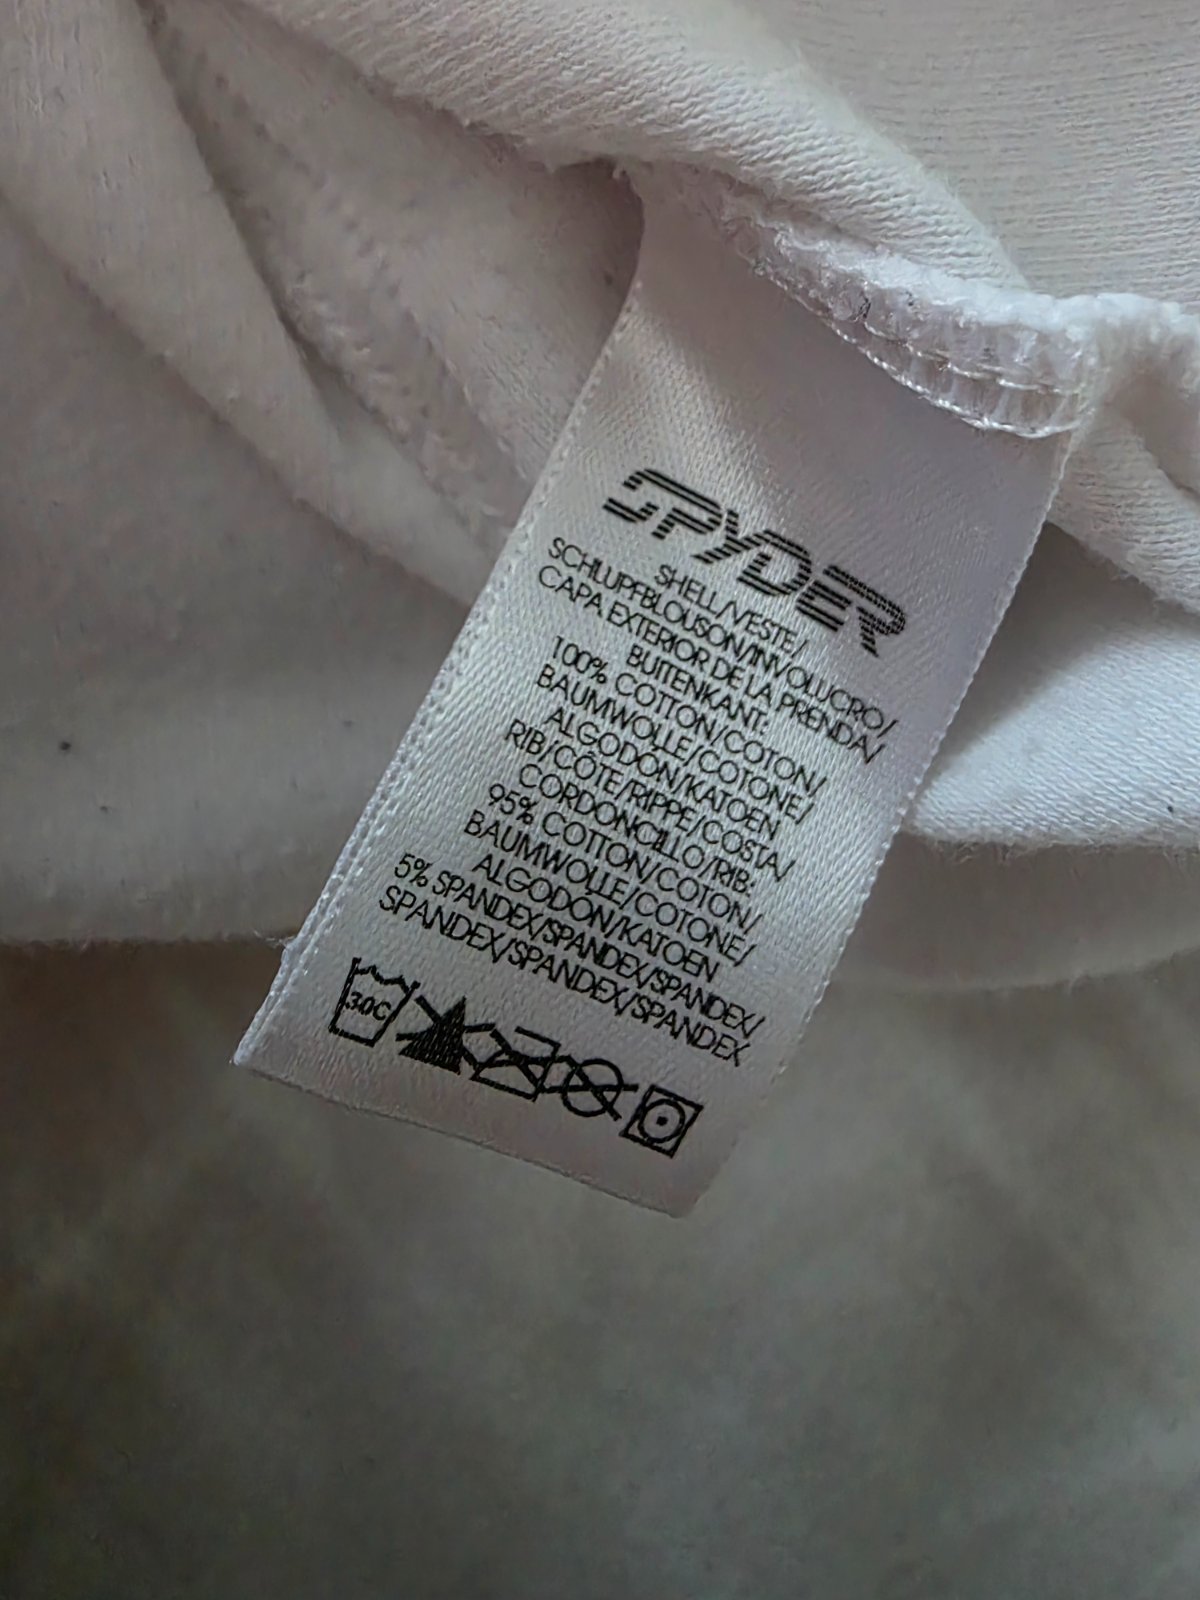 SPYDER
SHELL/VESTE/
SCHLUPFBLOUSON/INVOLUCRO/
CAPA EXTERIOR DE LA PRENDA/
BUITENKANT:
100% COTTON/COTON/
BAUMWOLLE/COTONE/
ALGODÓN/KATOEN
RIB/CÔTE/RIPPE/COSTA/
CORDONCILLO/RIB:
95% COTTON/COTON/
BAUMWOLLE/COTONE/
ALGODÓN/KATOEN
5% SPANDEX/SPANDEX/SPANDEX/
SPANDEX/SPANDEX/SPANDEX
30C